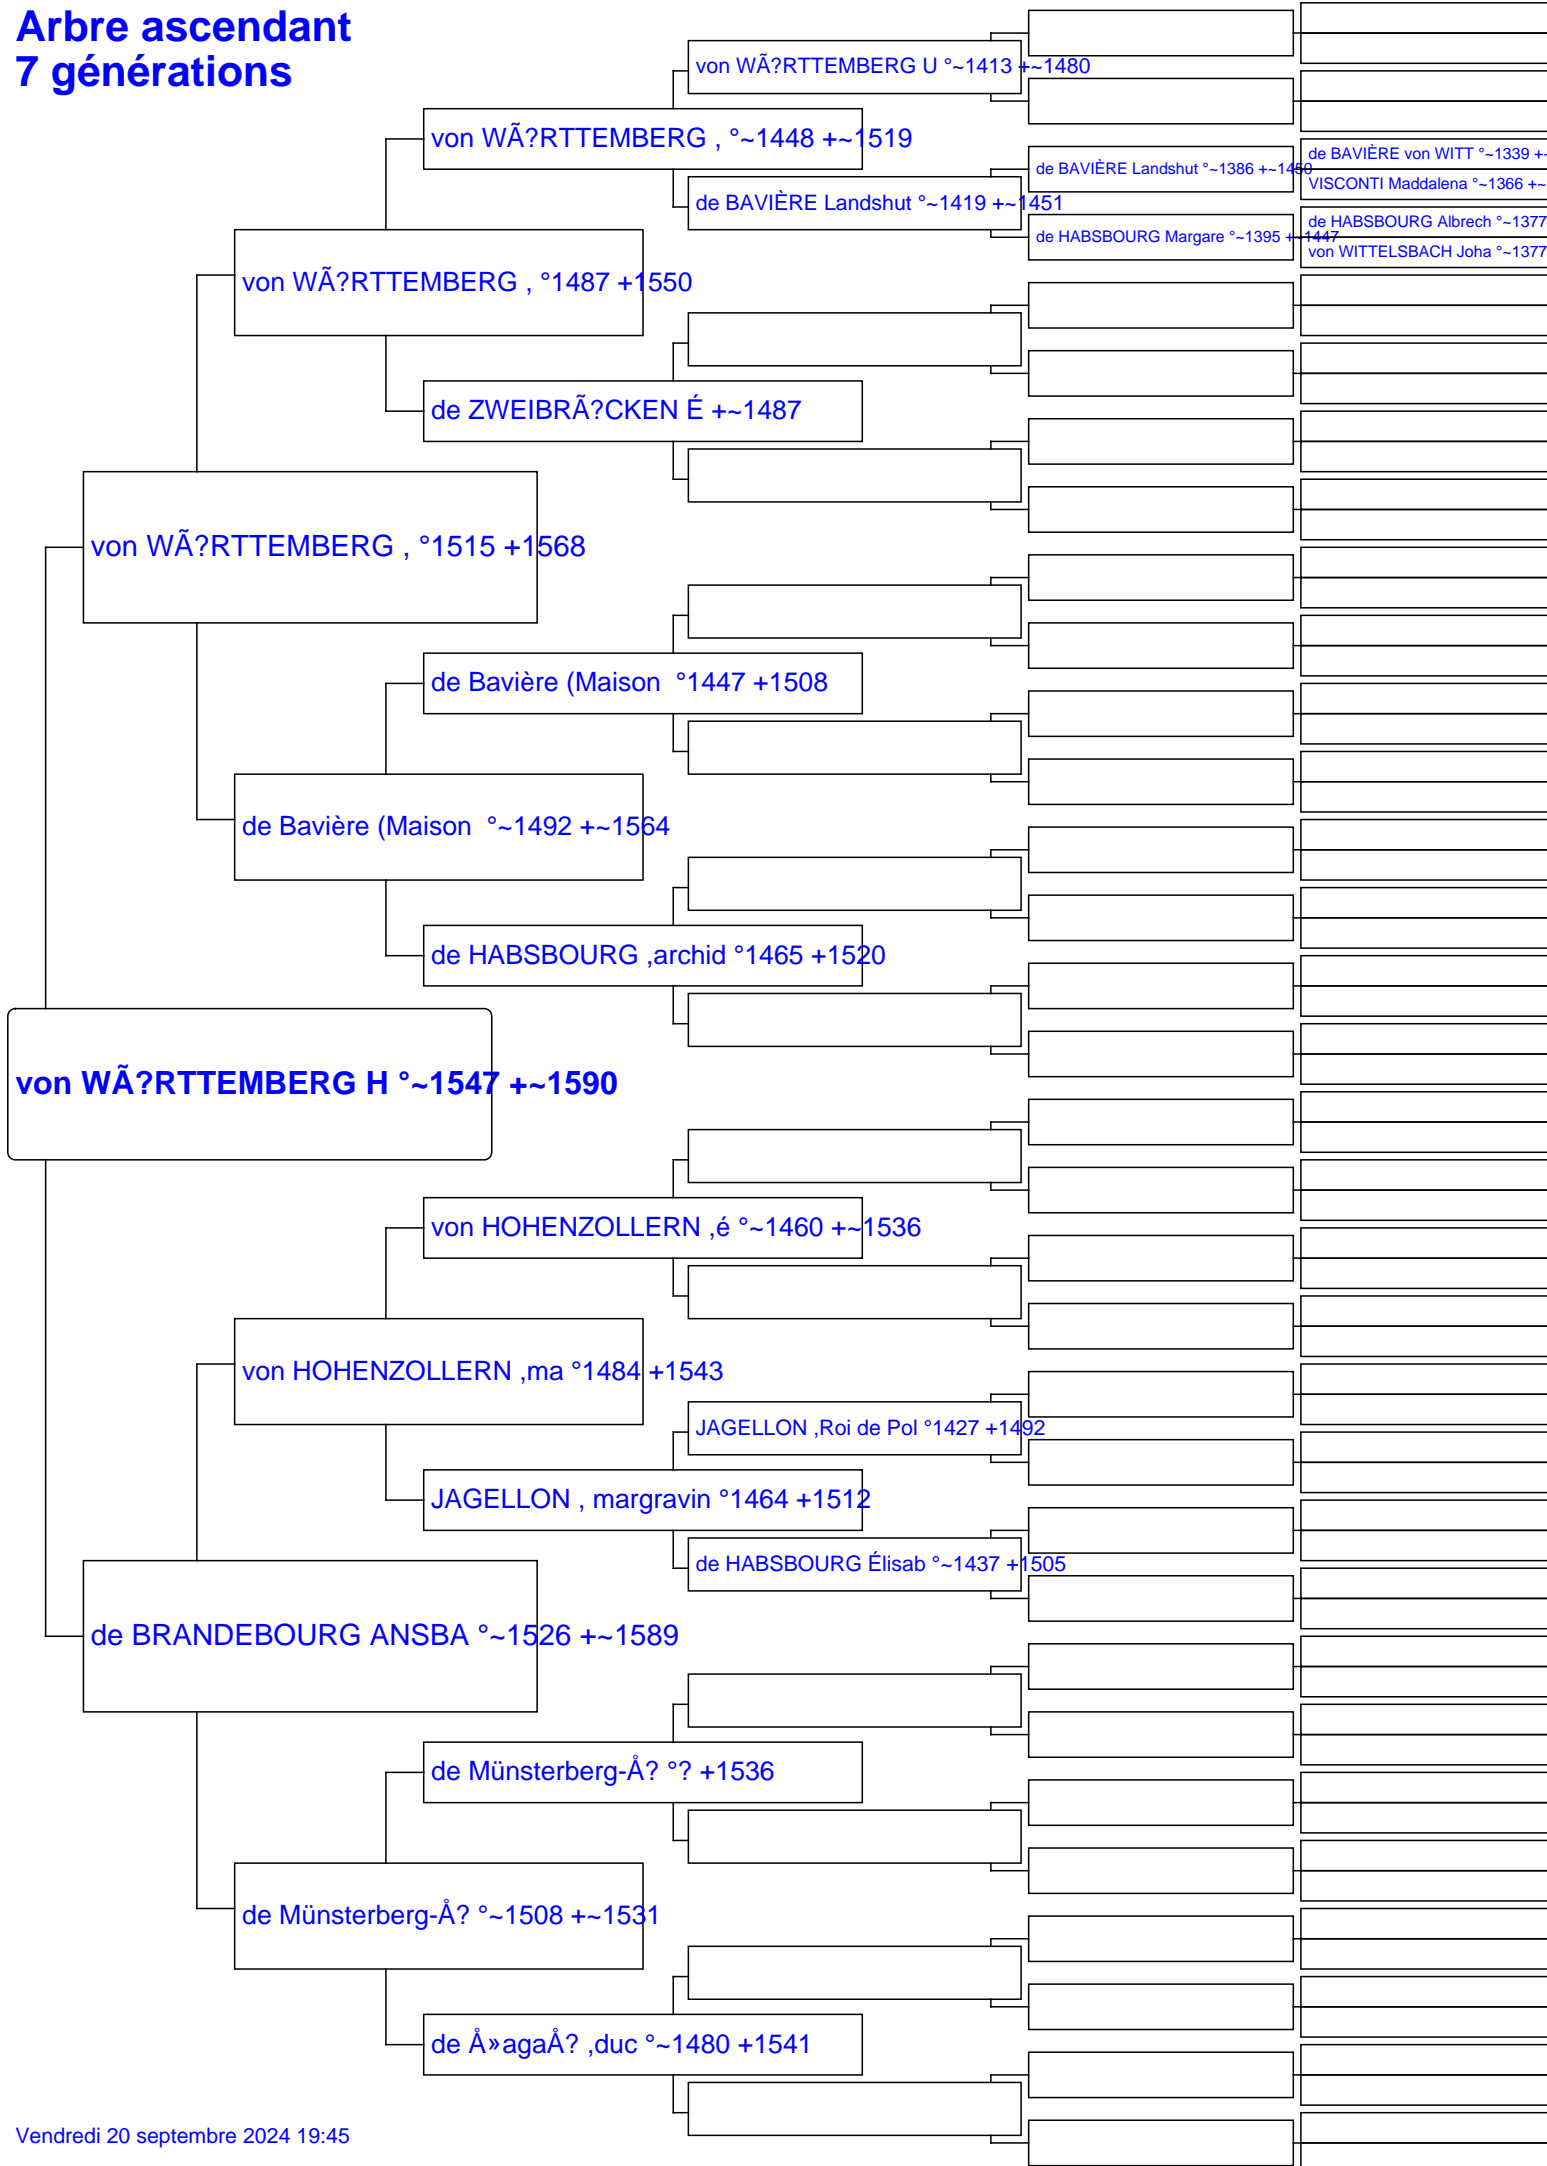 Arbre ascendant
7 générations
von WÃ?RTTEMBERG U °~1413 +~1480
von WÃ?RTTEMBERG , °~1448 +~1519
de BAVIÈRE von WITT °~1339 +~
de BAVIÈRE Landshut °~1386 +~1450
VISCONTI Maddalena °~1366 +~
de BAVIÈRE Landshut °~1419 +~1451
de HABSBOURG Albrech °~1377
de HABSBOURG Margare °~1395 +~1447
von WITTELSBACH Joha °~1377
von WÃ?RTTEMBERG , °1487 +1550
de ZWEIBRÃ?CKEN É +~1487
von WÃ?RTTEMBERG , °1515 +1568
de Bavière (Maison  °1447 +1508
de Bavière (Maison  °~1492 +~1564
de HABSBOURG ,archid °1465 +1520
von WÃ?RTTEMBERG H °~1547 +~1590
von HOHENZOLLERN ,é °~1460 +~1536
von HOHENZOLLERN ,ma °1484 +1543
JAGELLON ,Roi de Pol °1427 +1492
JAGELLON , margravin °1464 +1512
de HABSBOURG Élisab °~1437 +1505
de BRANDEBOURG ANSBA °~1526 +~1589
de Münsterberg-Å? °? +1536
de Münsterberg-Å? °~1508 +~1531
de Å»agaÅ? ,duc °~1480 +1541
Vendredi 20 septembre 2024 19:45